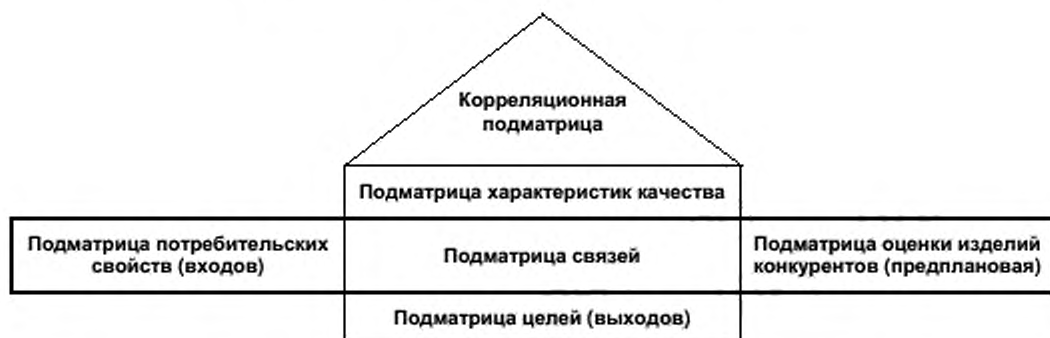 Корреляционная
подматрица
Подматрица характеристик качества
Подматрица потребительских
свойств (входов)
Подматрица связей
Подматрица оценки изделий
конкурентов (предплановая)
Подматрица целей (выходов)